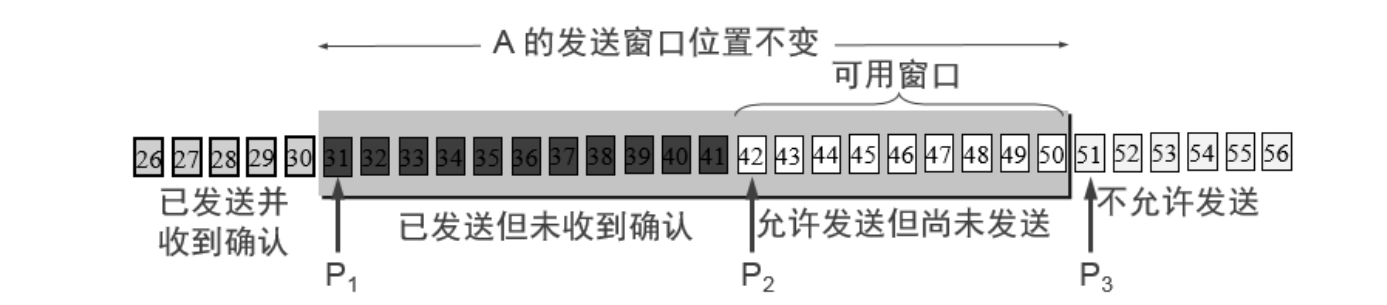 A 的发送窗口位置不变
可用窗口
26 27 28 29 30 31 32 33 34 35 36 37 38 39 40 41 42 43 44 45 46 47 48 49 50 51 52 53 54 55 56
已发送并
收到确认
已发送但未收到确认
允许发送但尚未发送
不允许发送
P1
P2
P3